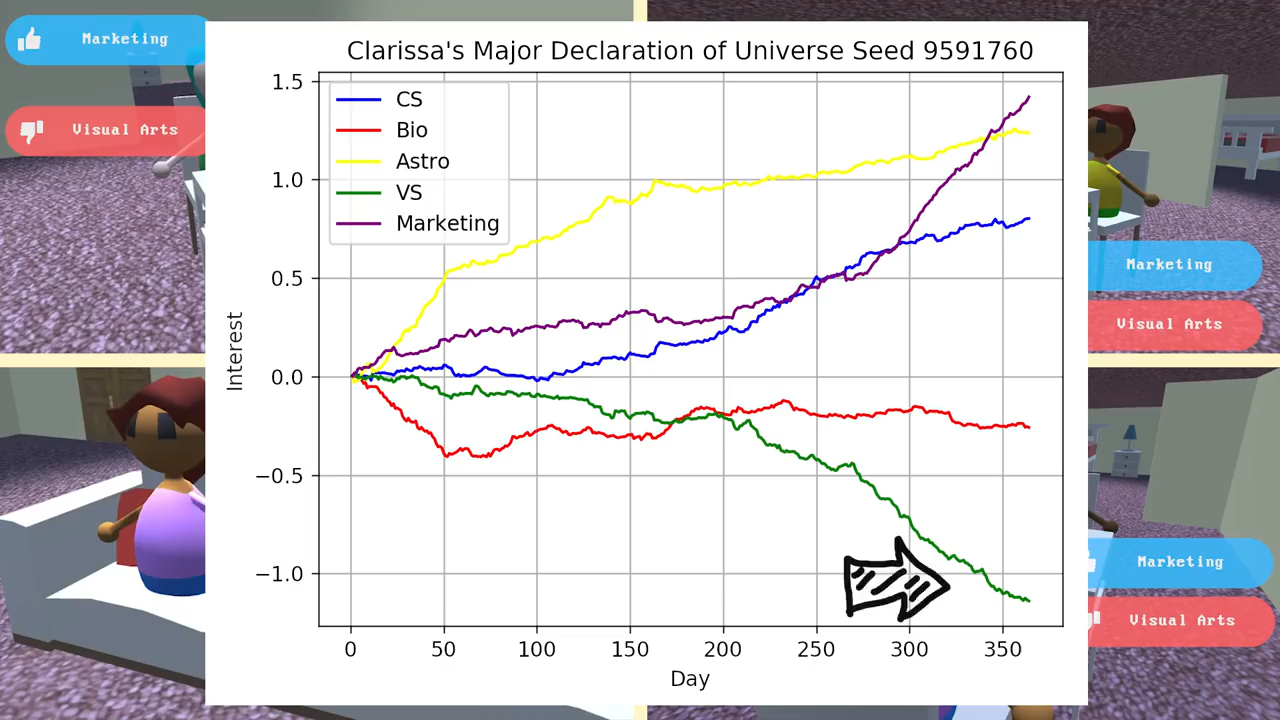 Marketing
Visual Arts
Clarissa's Major Declaration of Universe Seed 9591760
CS
Bio
Astro
VS
Marketing
1.5
1.0
0.5
0.0
−0.5
−1.0
Interest
0 50 100 150 200 250 300 350
Day
Marketing
Visual Arts
Marketing
Visual Arts